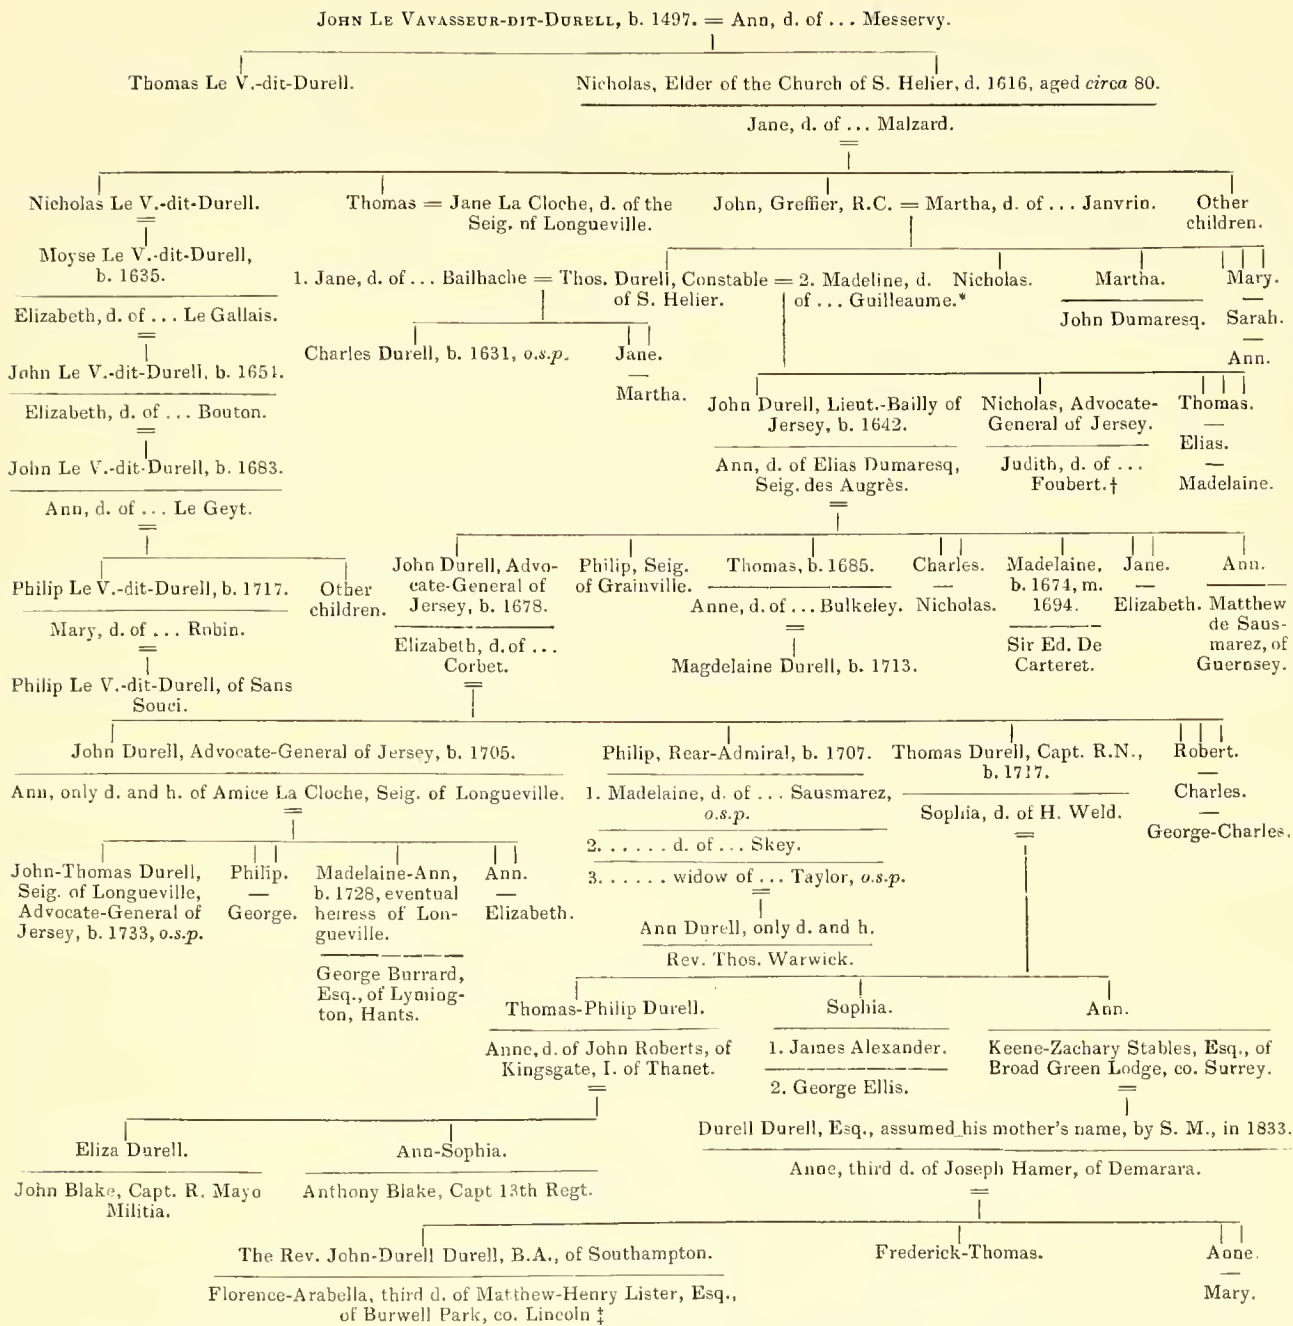 JOHN LE VAVASSEUR-DIT-DURELL, b. 1497. = Ann, d. of ... Messervy.
Thomas Le V.-dit-Durell.
Nicholas, Elder of the Church of S. Helier, d. 1616, aged circa 80.
Jane, d. of ... Malzard.
=
Nicholas Le V.-dit-Durell.
=
Thomas = Jane La Cloche, d. of the
Seig. of Longueville.
John, Greffier, R.C. = Martha, d. of ... Janvrin.
Other
children.
Moyse Le V.-dit-Durell,
b. 1635.
Elizabeth, d. of ... Le Gallais.
=
1. Jane, d. of ... Bailhache = Thos. Durell, Constable = 2. Madeline, d.
of S. Helier.
of ... Guilleaume.*
Nicholas.
Martha.
John Dumaresq.
Mary.
—
Sarah.
—
Ann.
Charles Durell, b. 1631, o.s.p.
Jane.
—
Martha.
John Le V.-dit-Durell, b. 1651.
Elizabeth, d. of ... Bouton.
=
John Durell, Lieut.-Bailly of
Jersey, b. 1642.
Ann, d. of Elias Dumaresq,
Seig. des Augrès.
=
Nicholas, Advocate-
General of Jersey.
Judith, d. of ...
Foubert.†
Thomas.
—
Elias.
—
Madelaine.
John Le V.-dit-Durell, b. 1683.
Ann, d. of ... Le Geyt.
=
Philip Le V.-dit-Durell, b. 1717.
Mary, d. of ... Robin.
=
Other
children.
John Durell, Advo-
cate-General of
Jersey, b. 1678.
Elizabeth, d. of ...
Corbet.
=
Philip, Seig.
of Grainville.
Thomas, b. 1685.
Anne, d. of ... Bulkeley.
=
Magdelaine Durell, b. 1713.
Charles.
—
Nicholas.
Madelaine,
b. 1674, m.
1694.
Sir Ed. De
Carteret.
Jane.
—
Elizabeth.
Ann.
Matthew
de Saus-
marez, of
Guernsey.
Philip Le V.-dit-Durell, of Sans
Souci.
John Durell, Advocate-General of Jersey, b. 1705.
Ann, only d. and h. of Amice La Cloche, Seig. of Longueville.
=
Philip, Rear-Admiral, b. 1707.
1. Madelaine, d. of ... Sausmarez,
o.s.p.
2. ...... d. of ... Skey.
3. ...... widow of ... Taylor, o.s.p.
=
Thomas Durell, Capt. R.N.,
b. 1717.
Sophia, d. of H. Weld.
=
Robert.
—
Charles.
—
George-Charles.
John-Thomas Durell,
Seig. of Longueville,
Advocate-General of
Jersey, b. 1733, o.s.p.
Philip.
—
George.
Madelaine-Ann,
b. 1728, eventual
heiress of Lon-
gueville.
George Burrard,
Esq., of Lyming-
ton, Hants.
Ann.
—
Elizabeth.
Ann Durell, only d. and h.
Rev. Thos. Warwick.
Thomas-Philip Durell.
Anne, d. of John Roberts, of
Kingsgate, I. of Thanet.
=
Sophia.
1. James Alexander.
2. George Ellis.
Ann.
Keene-Zachary Stables, Esq., of
Broad Green Lodge, co. Surrey.
=
Eliza Durell.
John Blake, Capt. R. Mayo
Militia.
Ann-Sophia.
Anthony Blake, Capt 13th Regt.
Durell Durell, Esq., assumed his mother's name, by S. M., in 1833.
Anne, third d. of Joseph Hamer, of Demarara.
=
The Rev. John-Durell Durell, B.A., of Southampton.
Florence-Arabella, third d. of Matthew-Henry Lister, Esq.,
of Burwell Park, co. Lincoln ‡
Frederick-Thomas.
Anne.
—
Mary.